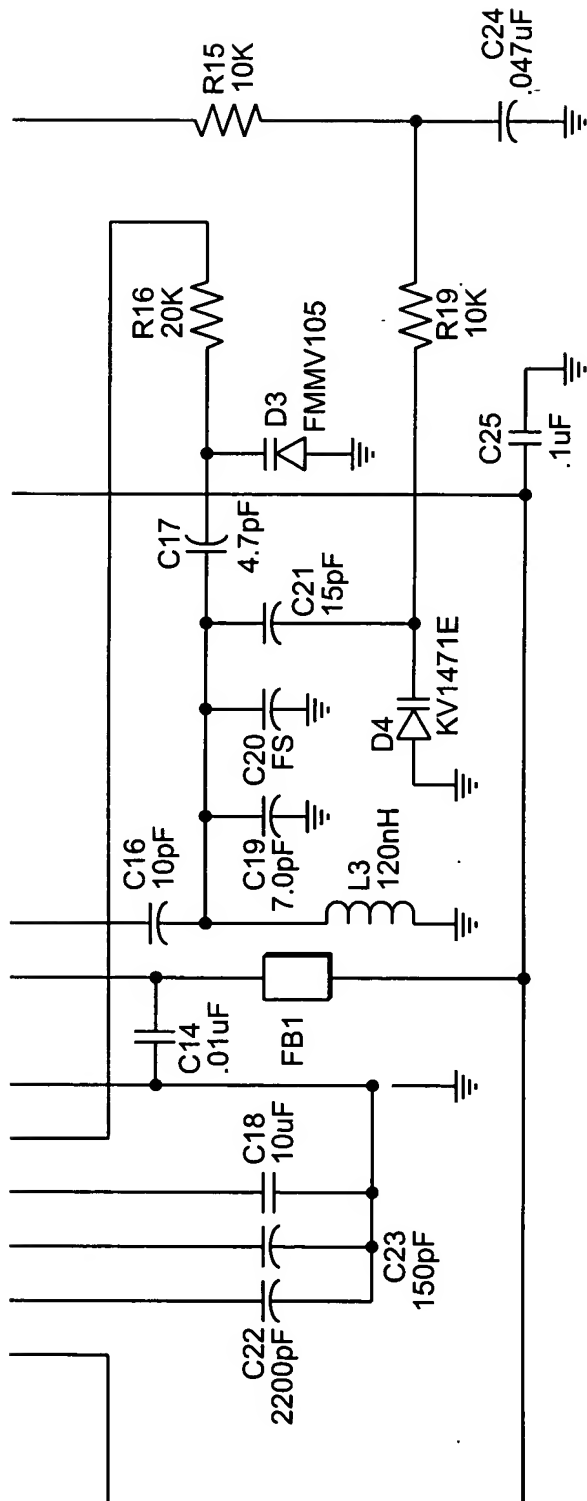 C24
.047uF
R15
10K
R16
20K
R19
10K
D3
FMMV105
C25
.1uF
C17
4.7pF
C21
15pF
D4
KV1471E
C20
FS
C16
10pF
C19
7.0pF
L3
120nH
C14
.01uF
FB1
C18
10uF
C23
150pF
C22
2200pF